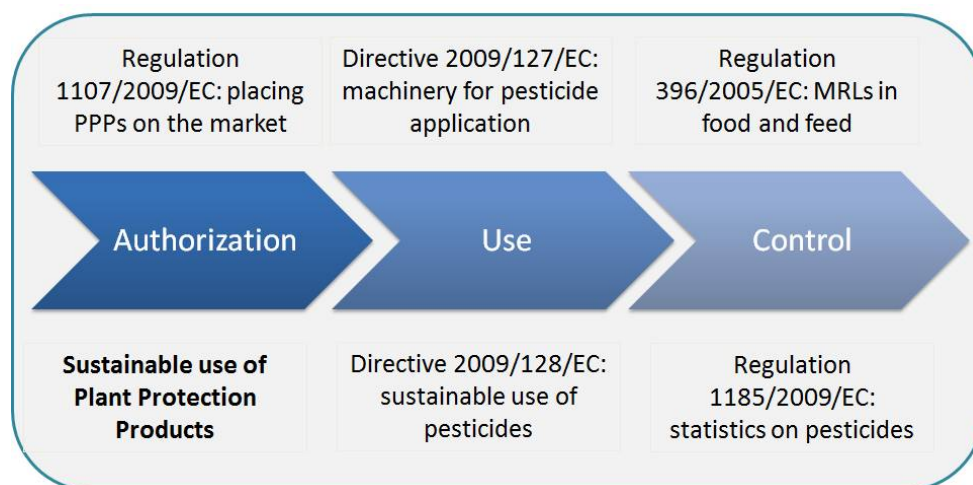 Regulation
1107/2009/EC: placing
PPPs on the market
Directive 2009/127/EC:
machinery for pesticide
application
Regulation
396/2005/EC: MRLs in
food and feed
Authorization
Use
Control
Sustainable use of
Plant Protection
Products
Directive 2009/128/EC:
sustainable use of
pesticides
Regulation
1185/2009/EC:
statistics on pesticides